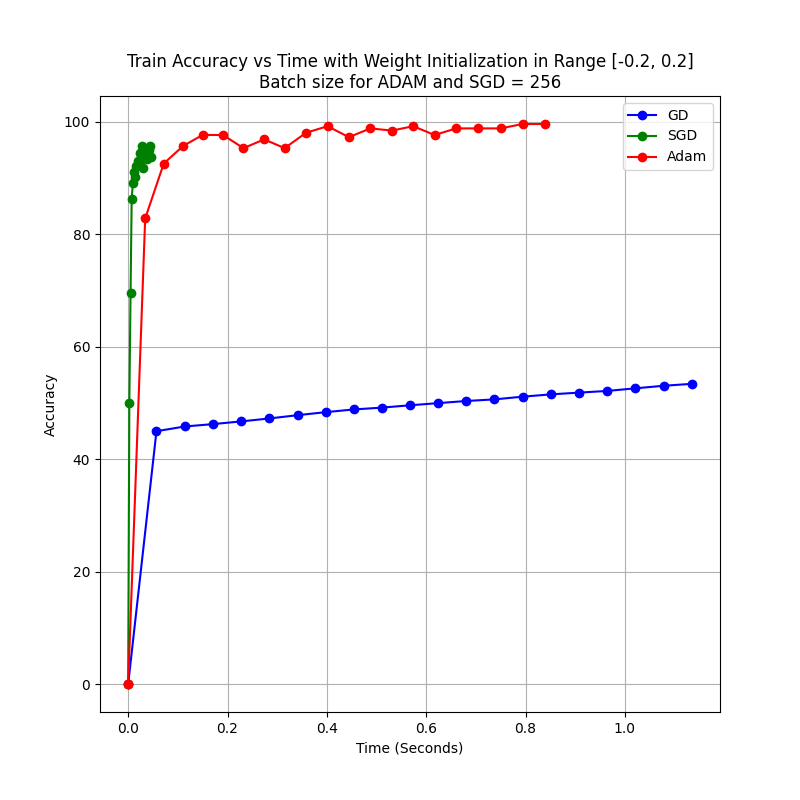 Train Accuracy vs Time with Weight Initialization in Range [-0.2, 0.2]
Batch size for ADAM and SGD = 256
GD
SGD
Adam
100
80
60
40
20
0
Accuracy
0.0 0.2 0.4 0.6 0.8 1.0
Time (Seconds)